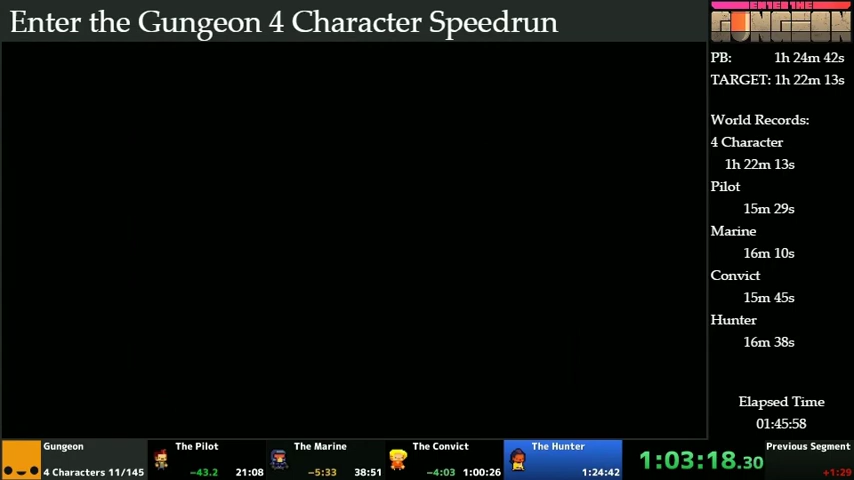 Enter the Gungeon 4 Character Speedrun
ENTER THE
GUNGEON
PB: 1h 24m 42s
TARGET: 1h 22m 13s
World Records:
4 Character
1h 22m 13s
Pilot
15m 29s
Marine
16m 10s
Convict
15m 45s
Hunter
16m 38s
Elapsed Time
01:45:58
Gungeon
4 Characters 11/145
The Pilot
−43.2 21:08
The Marine
−5:33 38:51
The Convict
−4:03 1:00:26
The Hunter
1:24:42
1:03:18.30
Previous Segment
+1:29